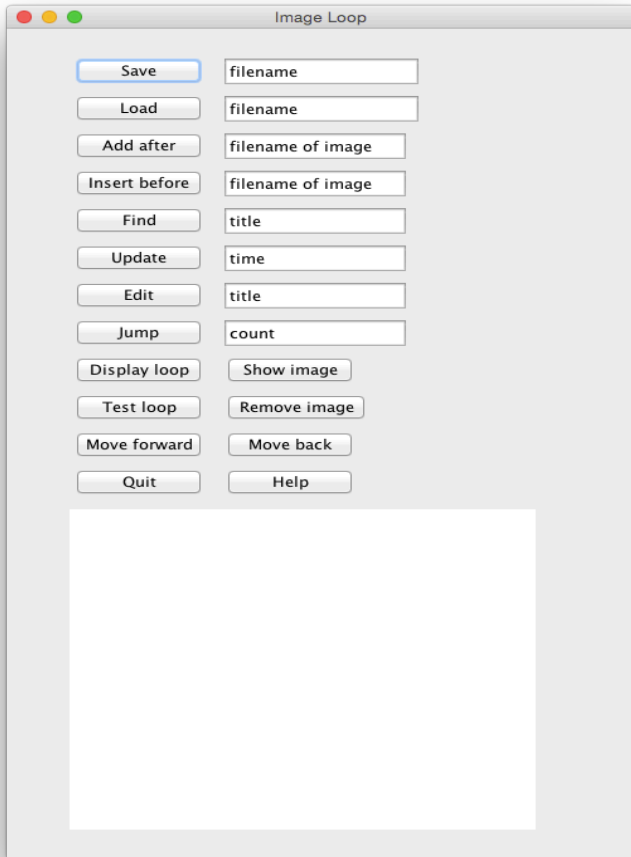 Image Loop
Save filename
Load filename
Add after filename of image
Insert before filename of image
Find title
Update time
Edit title
Jump count
Display loop Show image
Test loop Remove image
Move forward Move back
Quit Help